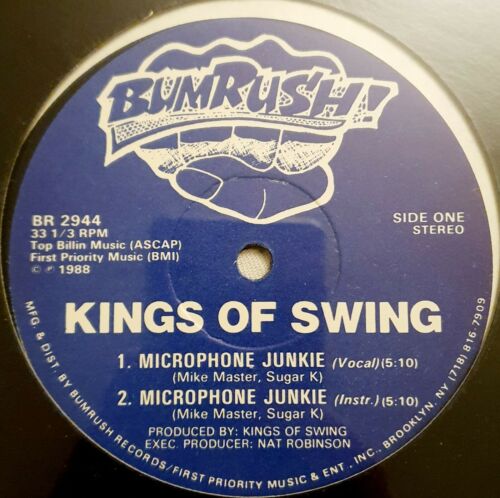 BUMRUSH!
BR 2944
33 1/3 RPM
Top Billin Music (ASCAP)
First Priority Music (BMI)
© ℗ 1988
SIDE ONE
STEREO
KINGS OF SWING
1. MICROPHONE JUNKIE (Vocal) (5:10)
(Mike Master, Sugar K)
2. MICROPHONE JUNKIE (Instr.) (5:10)
(Mike Master, Sugar K)
PRODUCED BY: KINGS OF SWING
EXEC. PRODUCER: NAT ROBINSON
MFG. & DIST. BY BUMRUSH RECORDS/FIRST PRIORITY MUSIC & ENT., INC., BROOKLYN, NY (718) 816-7909